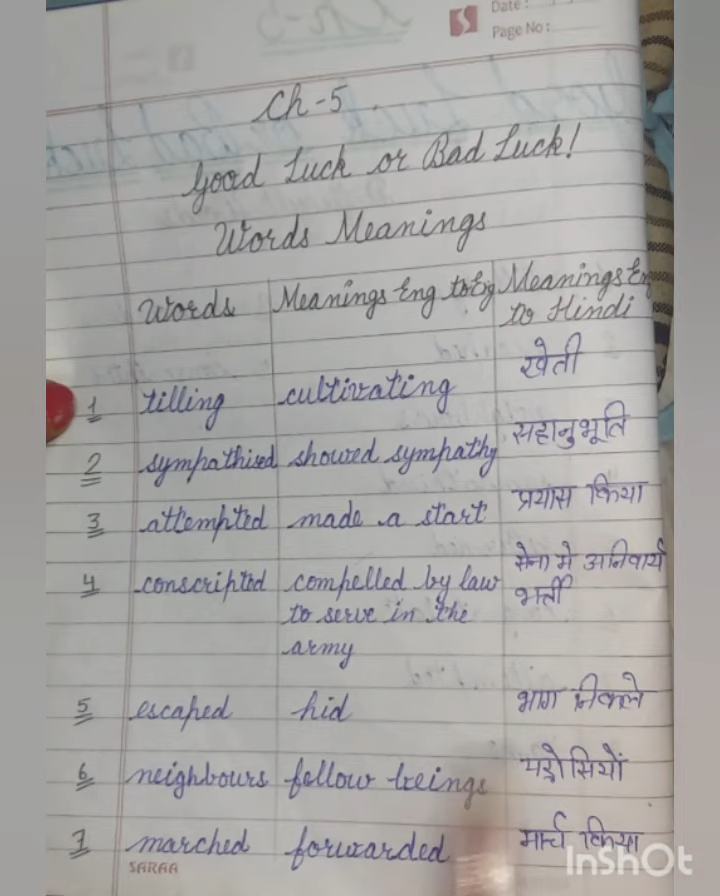 Date :
Page No :
Ch-5
Good Luck or Bad Luck!
Words Meanings
Words Meanings Eng to Eng Meanings Eng to Hindi
1 tilling cultivating खेती
2 sympathised showed sympathy सहानुभूति
3 attempted made a start प्रयास किया
4 conscripted compelled by law to serve in the army सेना मे अनिवार्य भर्ती
5 escaped hid भाग निकले
6 neighbours fellow beings पड़ोसियों
7 marched forwarded मार्च किया
SARAA
InShOt